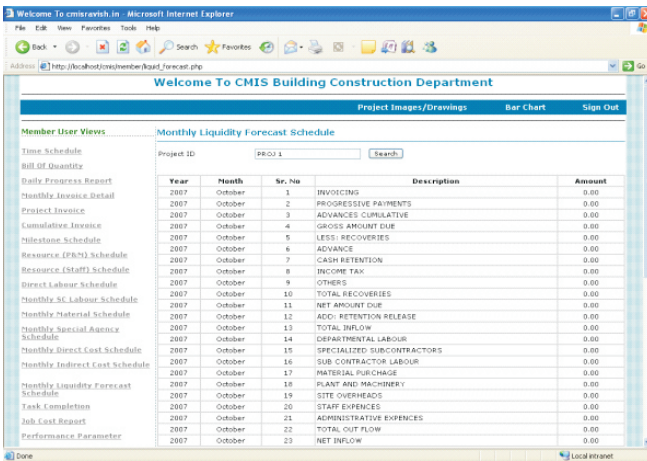 Welcome To cmisravish.in - Microsoft Internet Explorer
File Edit View Favorites Tools Help
Back Search Favorites
Address http://localhost/cmis/member/liquid_forecast.php Go
Welcome To CMIS Building Construction Department
Project Images/Drawings Bar Chart Sign Out
Member User Views
Time Schedule
Bill Of Quantity
Daily Progress Report
Monthly Invoice Detail
Project Invoice
Cumulative Invoice
Milestone Schedule
Resource (P&M) Schedule
Resource (Staff) Schedule
Direct Labour Schedule
Monthly SC Labour Schedule
Monthly Material Schedule
Monthly Special Agency
Schedule
Monthly Direct Cost Schedule
Monthly Indirect Cost Schedule
Monthly Liquidity Forecast
Schedule
Task Completion
Job Cost Report
Performance Parameter
Monthly Liquidity Forecast Schedule
Project ID PROJ 1 Search
Year Month Sr. No Description Amount
2007 October 1 INVOICING 0.00
2007 October 2 PROGRESSIVE PAYMENTS 0.00
2007 October 3 ADVANCES CUMULATIVE 0.00
2007 October 4 GROSS AMOUNT DUE 0.00
2007 October 5 LESS: RECOVERIES 0.00
2007 October 6 ADVANCE 0.00
2007 October 7 CASH RETENTION 0.00
2007 October 8 INCOME TAX 0.00
2007 October 9 OTHERS 0.00
2007 October 10 TOTAL RECOVERIES 0.00
2007 October 11 NET AMOUNT DUE 0.00
2007 October 12 ADD: RETENTION RELEASE 0.00
2007 October 13 TOTAL INFLOW 0.00
2007 October 14 DEPARTMENTAL LABOUR 0.00
2007 October 15 SPECIALIZED SUBCONTRACTORS 0.00
2007 October 16 SUB CONTRACTOR LABOUR 0.00
2007 October 17 MATERIAL PURCHAGE 0.00
2007 October 18 PLANT AND MACHINERY 0.00
2007 October 19 SITE OVERHEADS 0.00
2007 October 20 STAFF EXPENCES 0.00
2007 October 21 ADMINISTRATIVE EXPENCES 0.00
2007 October 22 TOTAL OUT FLOW 0.00
2007 October 23 NET INFLOW 0.00
Done Local intranet